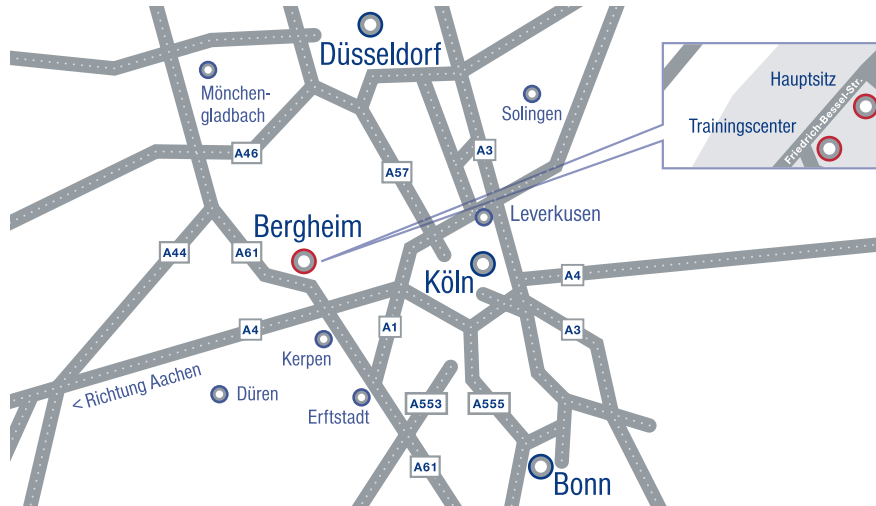 Düsseldorf
Mönchen-
gladbach
Solingen
Hauptsitz
Trainingscenter
Friedrich-Bessel-Str.
A46
A3
A57
Leverkusen
Bergheim
A44
A61
Köln
A4
A4
A1
A3
Kerpen
< Richtung Aachen
Düren
Erftstadt
A553
A555
A61
Bonn